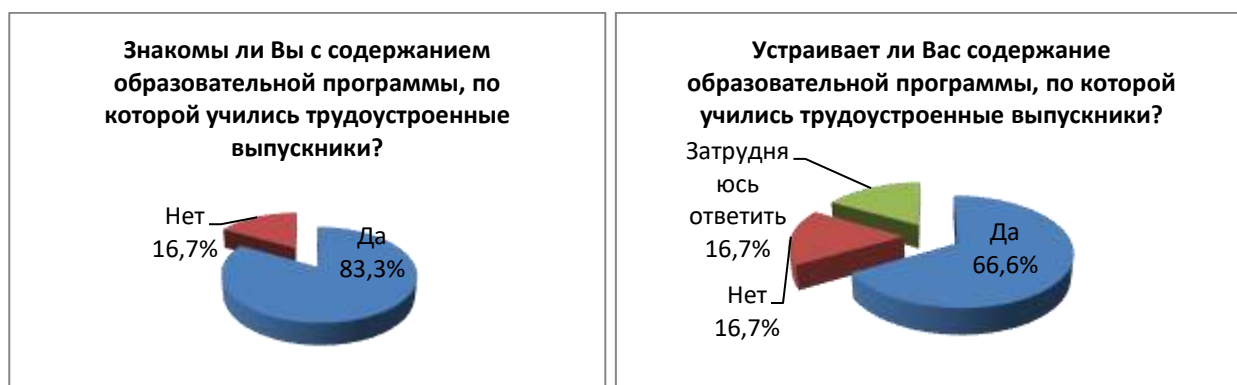 Знакомы ли Вы с содержанием
образовательной программы, по
которой учились трудоустроенные
выпускники?
Нет
16,7%
Да
83,3%
Устраивает ли Вас содержание
образовательной программы, по которой
учились трудоустроенные выпускники?
Затрудня
юсь
ответить
16,7%
Нет
16,7%
Да
66,6%